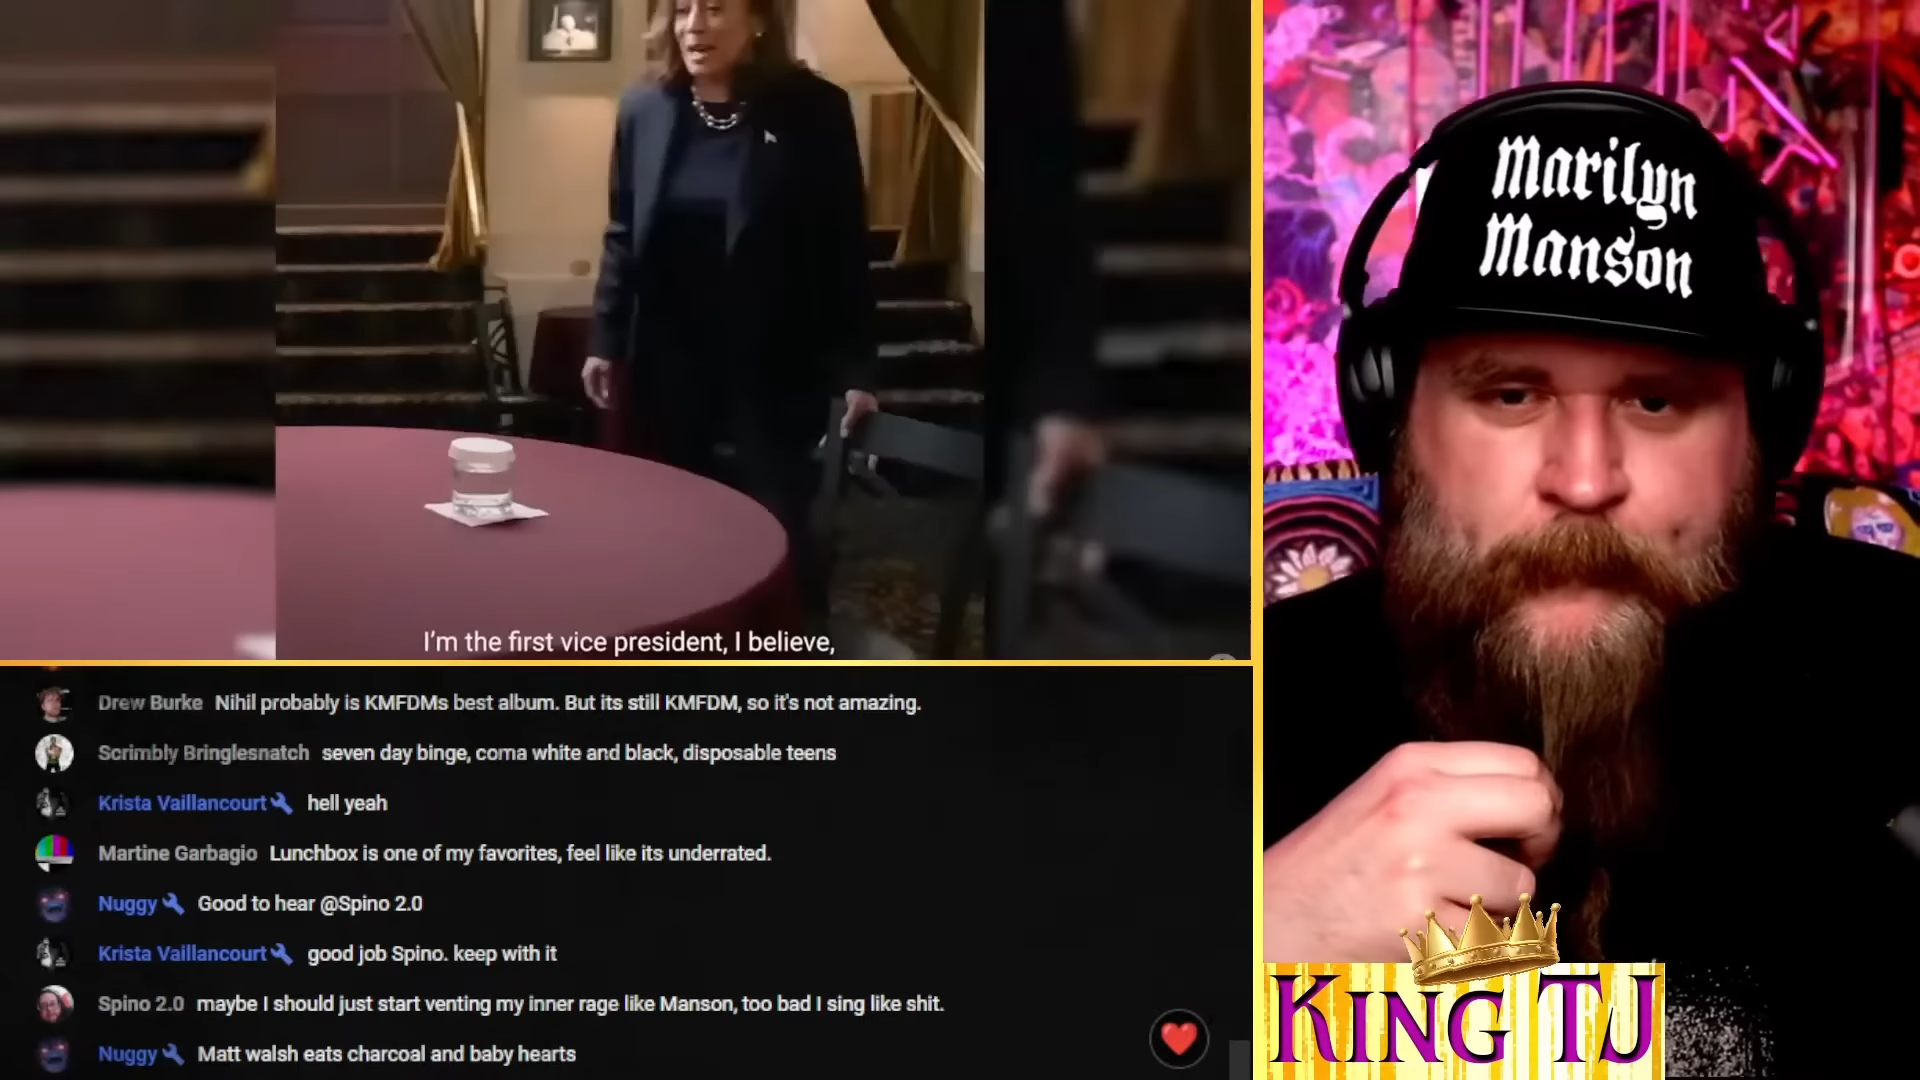 Marilyn
Manson
I'm the first vice president, I believe,
Drew Burke Nihil probably is KMFDMs best album. But its still KMFDM, so it's not amazing.
Scrimbly Bringlesnatch seven day binge, coma white and black, disposable teens
Krista Vaillancourt hell yeah
Martine Garbagio Lunchbox is one of my favorites, feel like its underrated.
Nuggy Good to hear @Spino 2.0
Krista Vaillancourt good job Spino. keep with it
Spino 2.0 maybe I should just start venting my inner rage like Manson, too bad I sing like shit.
Nuggy Matt walsh eats charcoal and baby hearts
KING TJ